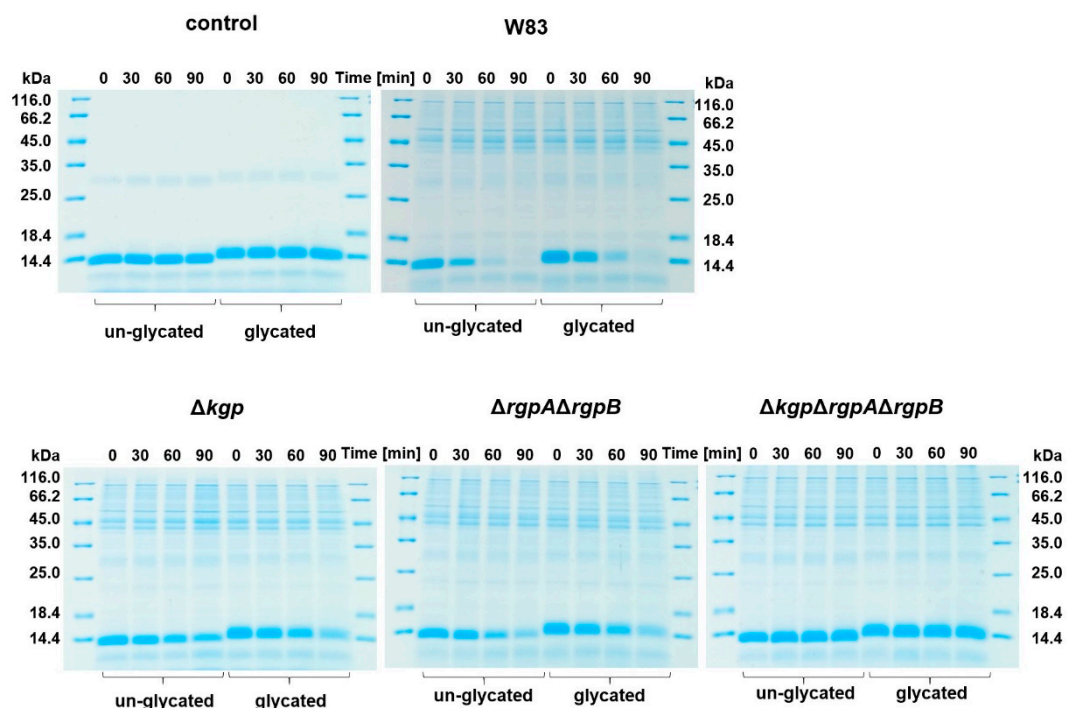 control
W83
kDa 0 30 60 90 0 30 60 90 Time [min] 0 30 60 90 0 30 60 90 kDa
116.0
66.2
45.0
35.0
25.0
18.4
14.4
116.0
66.2
45.0
35.0
25.0
18.4
14.4
un-glycated glycated
un-glycated glycated
Δkgp
ΔrgpAΔrgpB
ΔkgpΔrgpAΔrgpB
kDa 0 30 60 90 0 30 60 90 Time [min] 0 30 60 90 0 30 60 90 Time [min] 0 30 60 90 0 30 60 90 kDa
116.0
66.2
45.0
35.0
25.0
18.4
14.4
116.0
66.2
45.0
35.0
25.0
18.4
14.4
un-glycated glycated
un-glycated glycated
un-glycated glycated